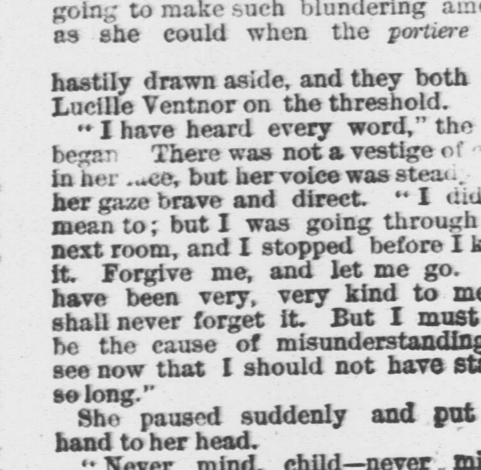 going to make such blundering
as she could when the portiere
hastily drawn aside, and they both
Lucille Ventnor on the threshold.
"I have heard every word," the
began There was not a vestige of
in her but her voice was
her gaze brave and direct. "I did
mean to; but I was going through
next room, and I stopped before I
it. Forgive me, and let me go.
have been very, very kind to me
shall never forget it. But I must
be the cause of misunderstanding
see now that I should not have
so long."
She paused suddenly and put
hand to her head.
"Never mind, child—never